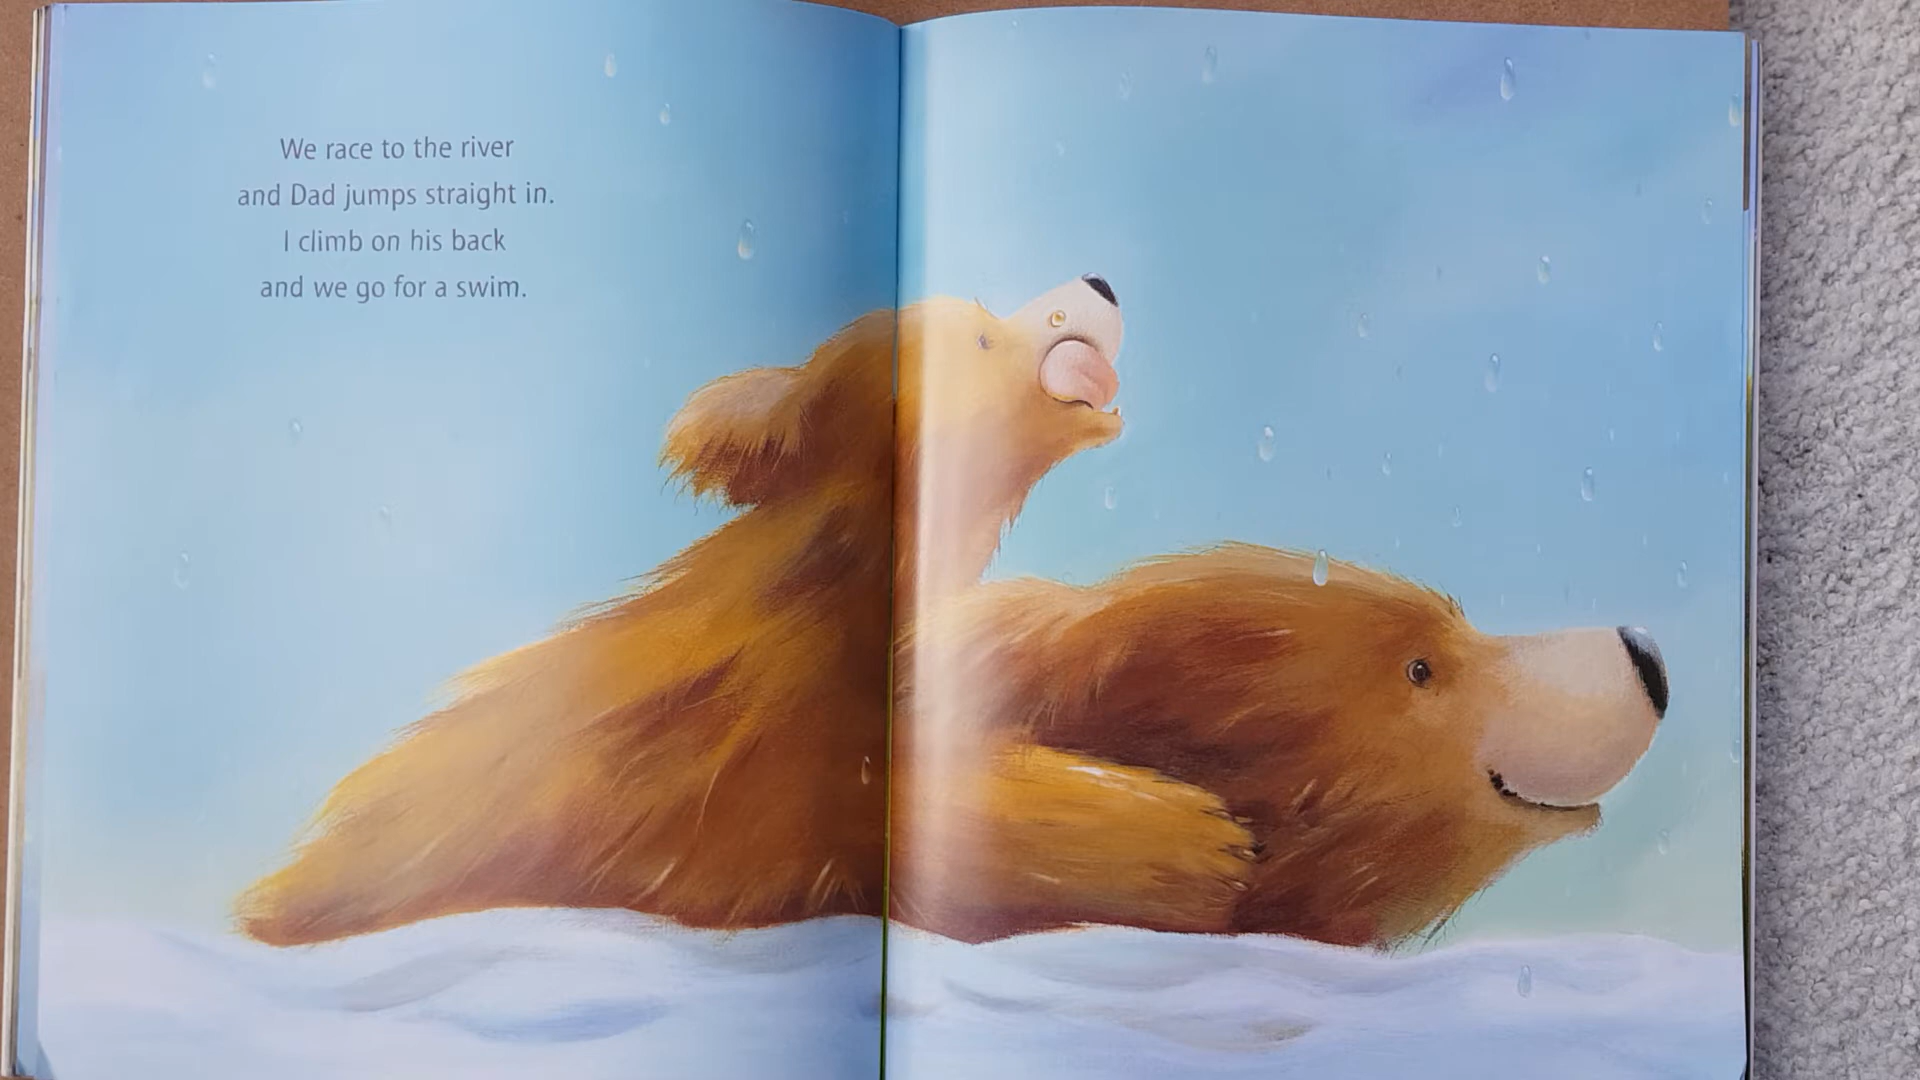 We race to the river
and Dad jumps straight in.
I climb on his back
and we go for a swim.